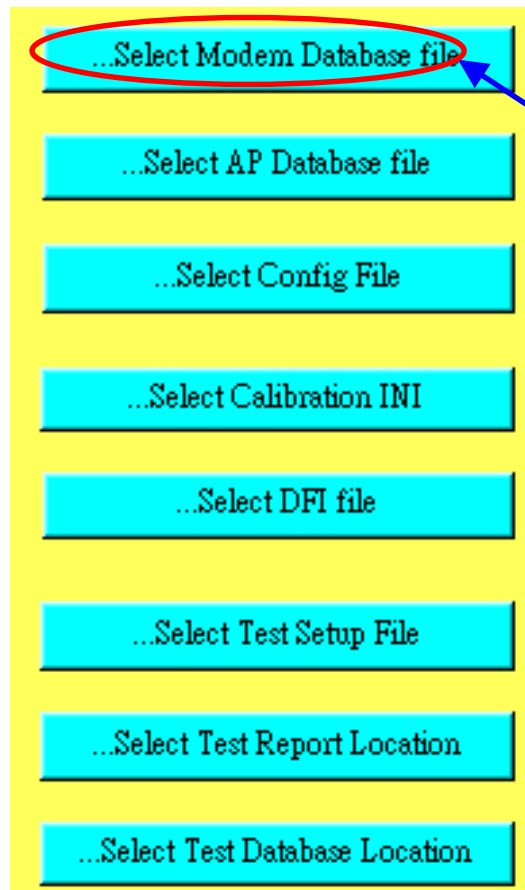 ...Select Modem Database file
...Select AP Database file
...Select Config File
...Select Calibration INI
...Select DFI file
...Select Test Setup File
...Select Test Report Location
...Select Test Database Location